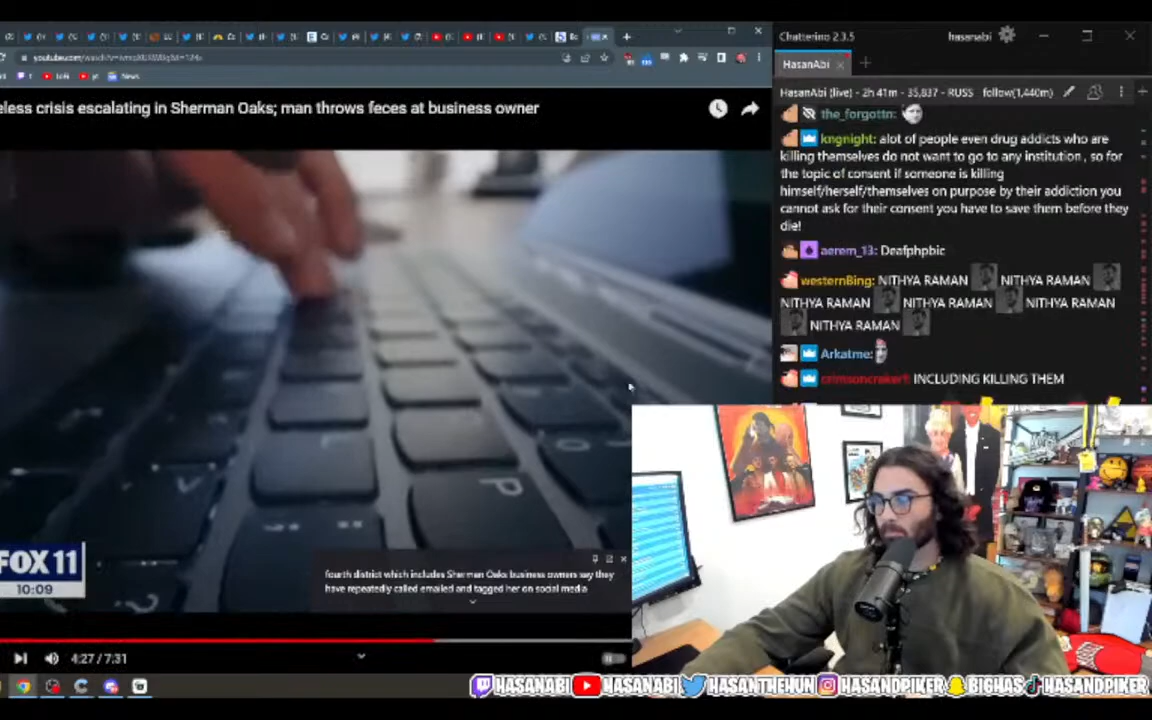 Chatterino 2.3.5
hasanabi
HasanAbi
News
HasanAbi (live) - 2h 41m - 35,837 - RUSS follow(1,440m)
eless crisis escalating in Sherman Oaks; man throws feces at business owner
the_forgottn:
kngnight: alot of people even drug addicts who are
killing themselves do not want to go to any institution , so for
the topic of consent if someone is killing
himself/herself/themselves on purpose by their addiction you
cannot ask for their consent you have to save them before they
die!
aerem_13: Deafphpbic
westernBing: NITHYA RAMAN NITHYA RAMAN
NITHYA RAMAN NITHYA RAMAN NITHYA RAMAN
NITHYA RAMAN
Arkatme:
INCLUDING KILLING THEM
P
FOX 11
10:09
fourth district which includes Sherman Oaks business owners say they
have repeatedly called emailed and tagged her on social media
4:27 / 7:31
HASANABI HASANABI HASANTHEHUN HASANDPIKER BIGHAS HASANDPIKER